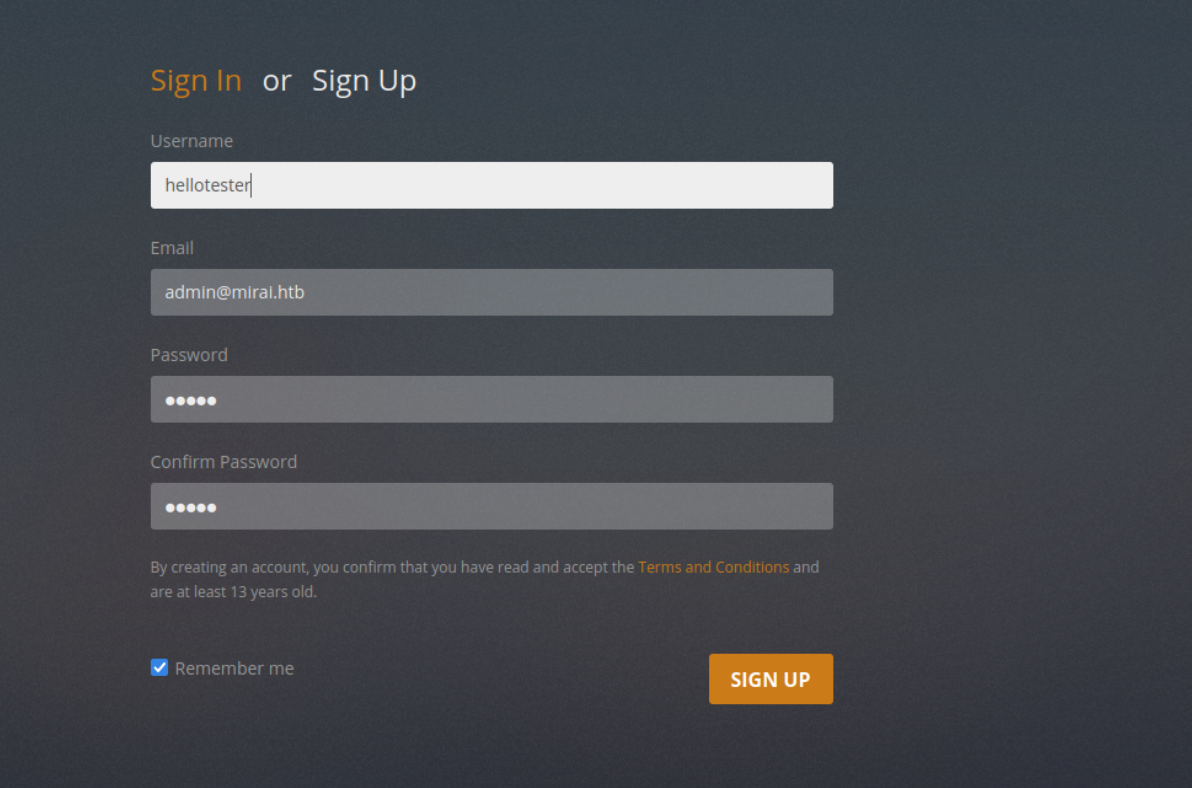 Sign In or Sign Up
Username
hellotester
Email
admin@mirai.htb
Password
●●●●●
Confirm Password
●●●●●
By creating an account, you confirm that you have read and accept the Terms and Conditions and
are at least 13 years old.
Remember me
SIGN UP